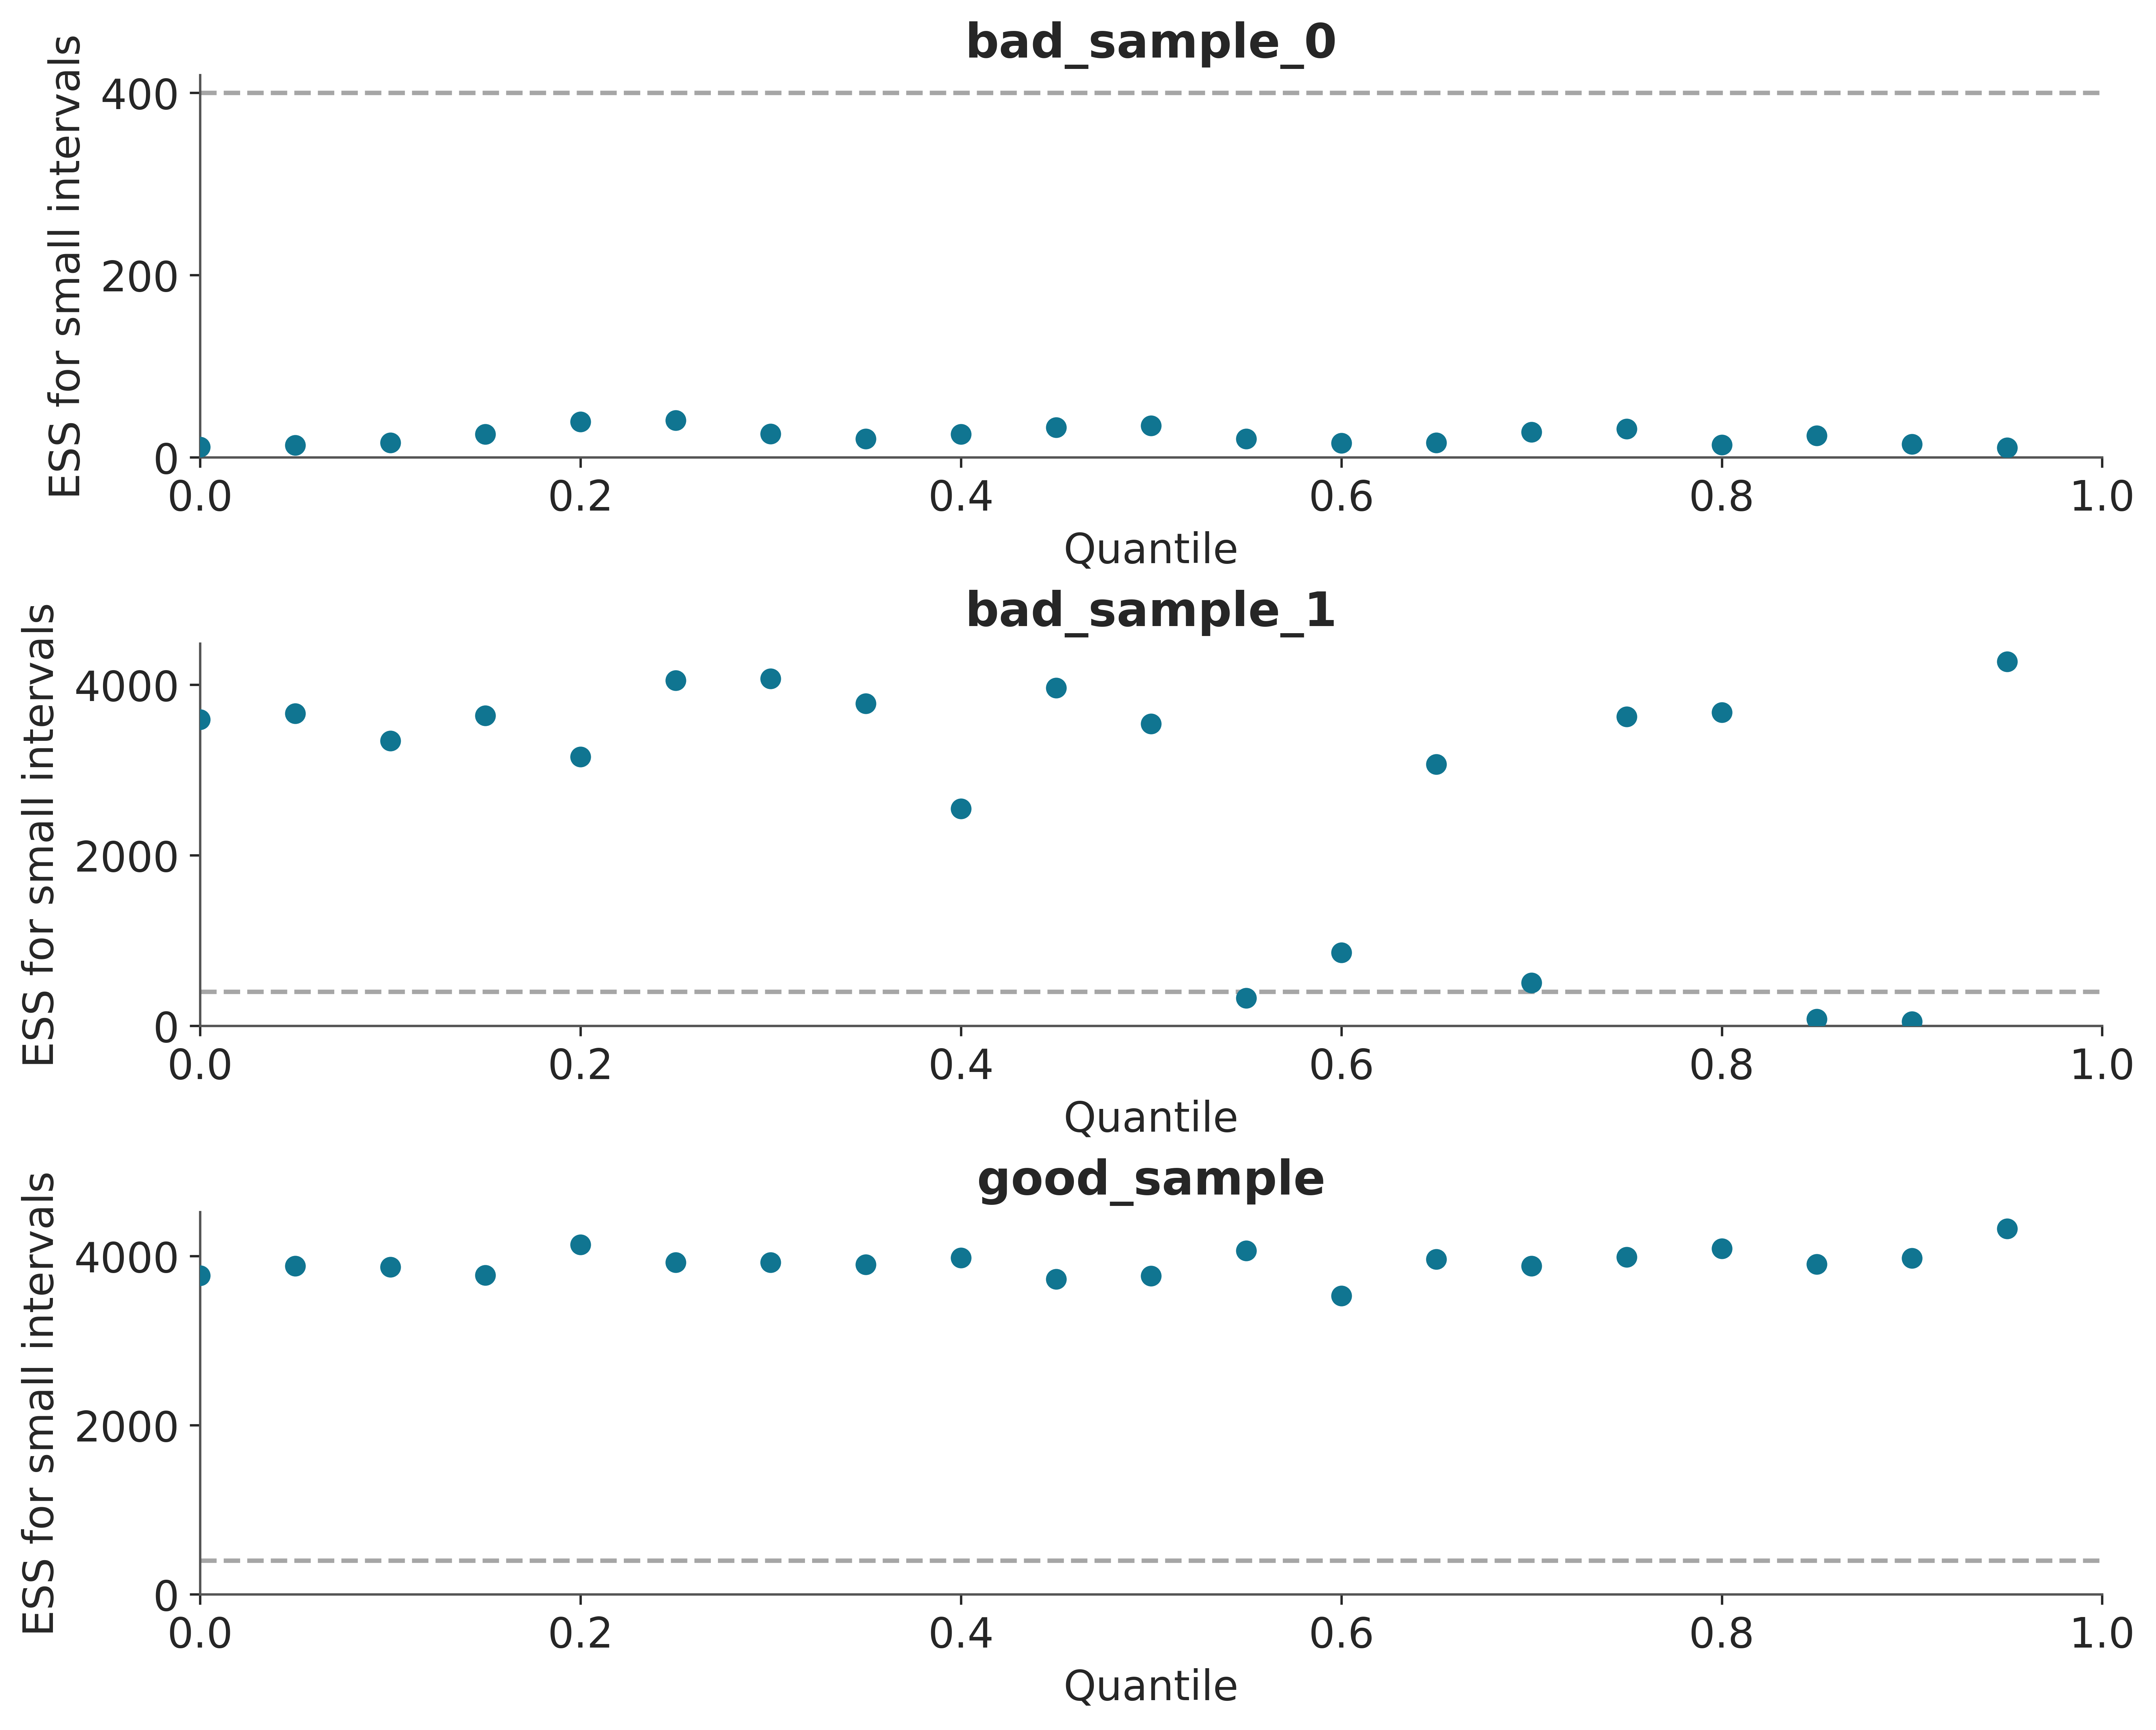 bad_sample_0
ESS for small intervals
400
200
0
0.0 0.2 0.4 0.6 0.8 1.0
Quantile
bad_sample_1
ESS for small intervals
4000
2000
0
0.0 0.2 0.4 0.6 0.8 1.0
Quantile
good_sample
ESS for small intervals
4000
2000
0
0.0 0.2 0.4 0.6 0.8 1.0
Quantile